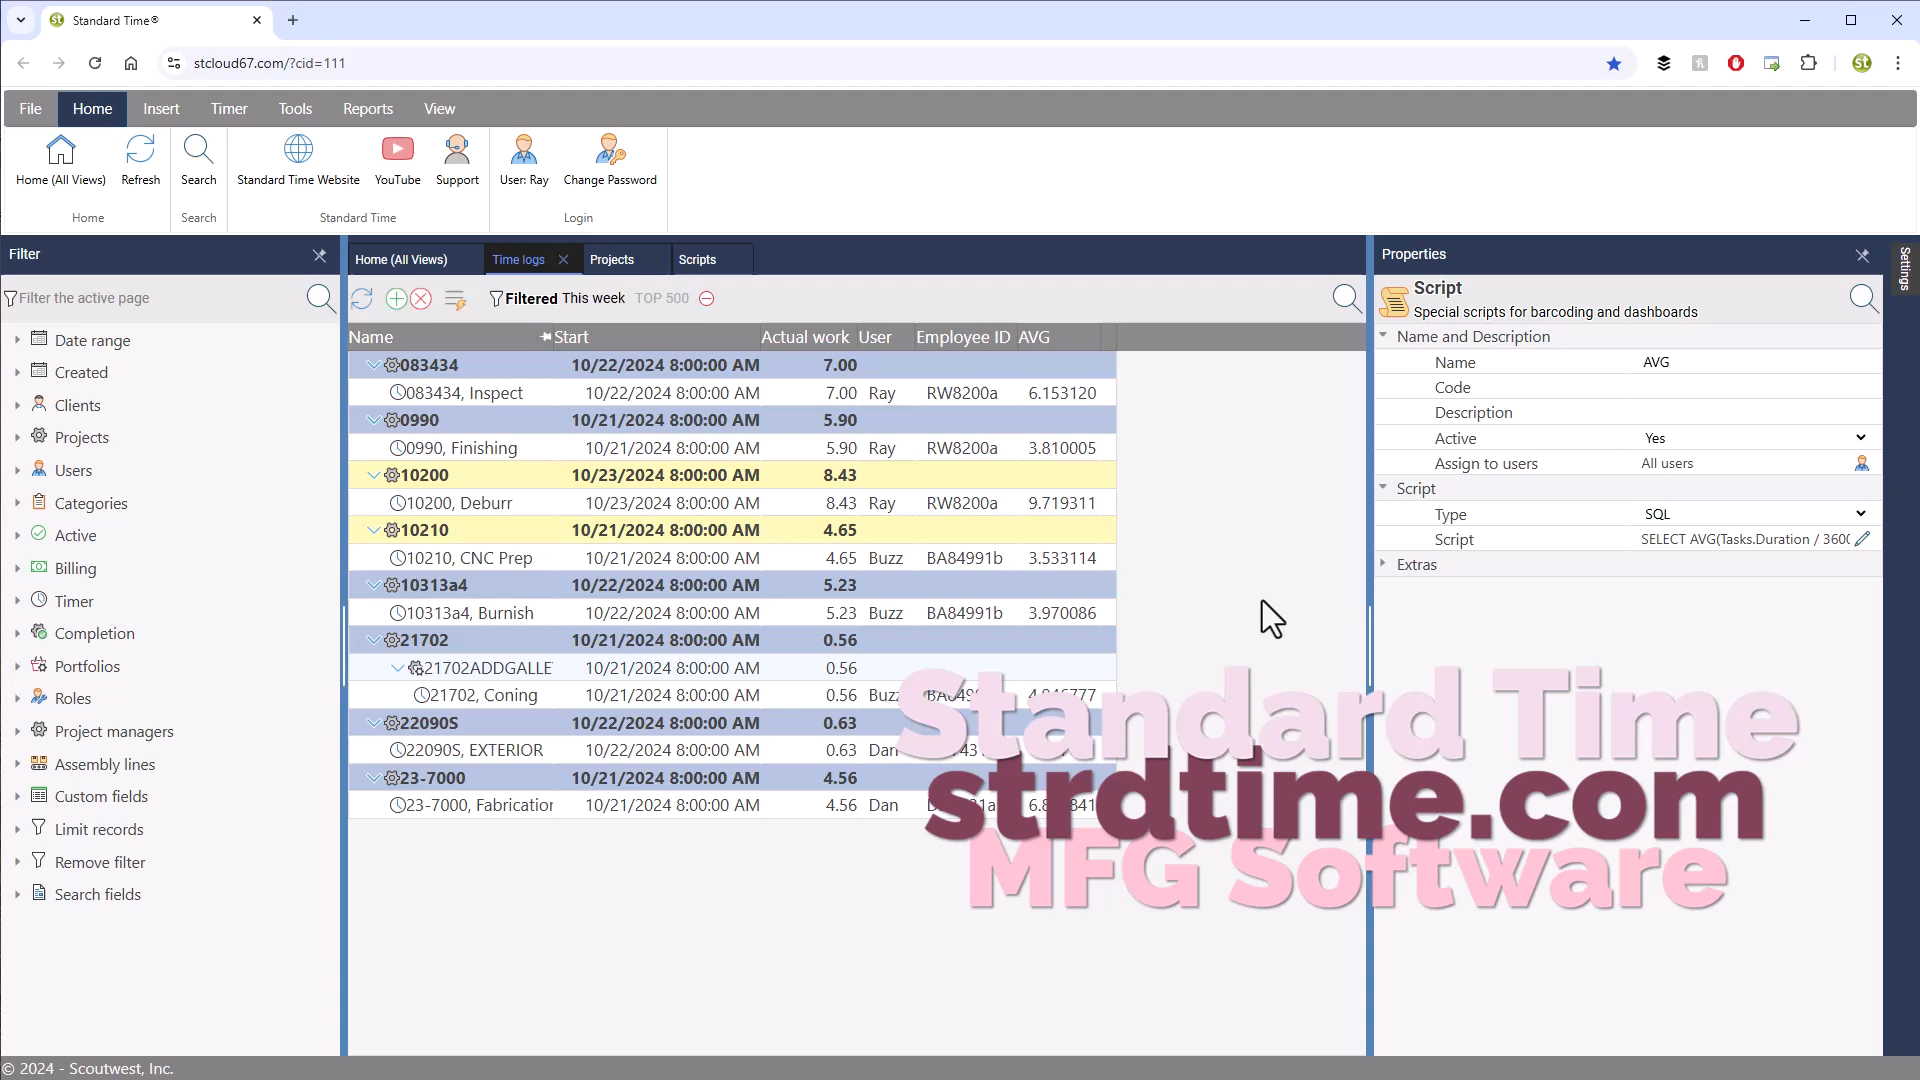 Standard Time®
stcloud67.com/?cid=111
File Home Insert Timer Tools Reports View
Home (All Views) Refresh Search Standard Time Website YouTube Support User: Ray Change Password
Home Search Standard Time Login
Filter
Filter the active page
Date range
Created
Clients
Projects
Users
Categories
Active
Billing
Timer
Completion
Portfolios
Roles
Project managers
Assembly lines
Custom fields
Limit records
Remove filter
Search fields
Home (All Views) Time logs Projects Scripts
Filtered This week TOP 500
Name Start Actual work User Employee ID AVG
083434 10/22/2024 8:00:00 AM 7.00
083434, Inspect 10/22/2024 8:00:00 AM 7.00 Ray RW8200a 6.153120
0990 10/21/2024 8:00:00 AM 5.90
0990, Finishing 10/21/2024 8:00:00 AM 5.90 Ray RW8200a 3.810005
10200 10/23/2024 8:00:00 AM 8.43
10200, Deburr 10/23/2024 8:00:00 AM 8.43 Ray RW8200a 9.719311
10210 10/21/2024 8:00:00 AM 4.65
10210, CNC Prep 10/21/2024 8:00:00 AM 4.65 Buzz BA84991b 3.533114
10313a4 10/22/2024 8:00:00 AM 5.23
10313a4, Burnish 10/22/2024 8:00:00 AM 5.23 Buzz BA84991b 3.970086
21702 10/21/2024 8:00:00 AM 0.56
21702ADDGALLE 10/21/2024 8:00:00 AM 0.56
21702, Coning 10/21/2024 8:00:00 AM 0.56 Buzz
22090S 10/22/2024 8:00:00 AM 0.63
22090S, EXTERIOR 10/22/2024 8:00:00 AM 0.63 Dan
23-7000 10/21/2024 8:00:00 AM 4.56
23-7000, Fabrication 10/21/2024 8:00:00 AM 4.56 Dan
Standard Time
strdtime.com
MFG Software
Properties
Script
Special scripts for barcoding and dashboards
Name and Description
Name AVG
Code
Description
Active Yes
Assign to users All users
Script
Type SQL
Script SELECT AVG(Tasks.Duration / 3600
Extras
Settings
© 2024 - Scoutwest, Inc.